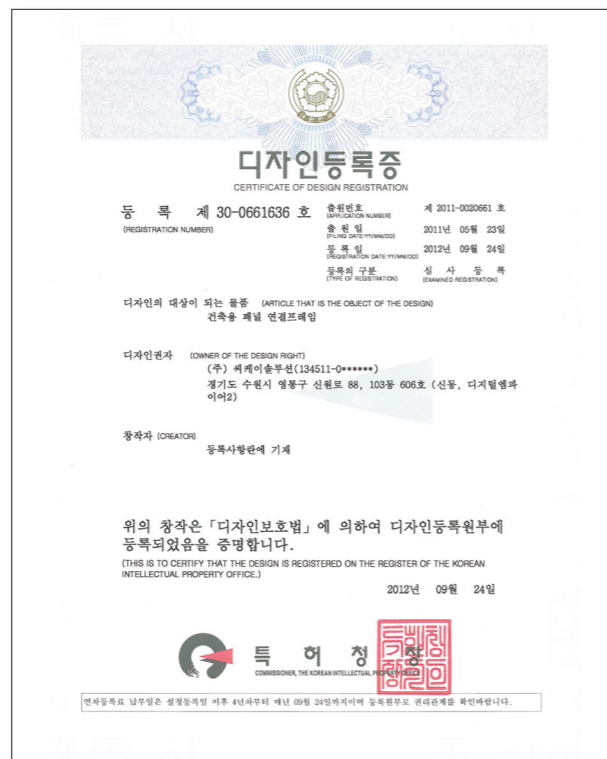 디자인등록증
CERTIFICATE OF DESIGN REGISTRATION
등 록 제 30-0661636 호
(REGISTRATION NUMBER)
출원번호 제 2011-0020661 호
(APPLICATION NUMBER)
출 원 일 2011년 05월 23일
(FILING DATE:YY/MM/DD)
등 록 일 2012년 09월 24일
(REGISTRATION DATE:YY/MM/DD)
등록의 구분 심 사 등 록
(TYPE OF REGISTRATION) (EXAMINED REGISTRATION)
디자인의 대상이 되는 물품 (ARTICLE THAT IS THE OBJECT OF THE DESIGN)
건축용 패널 연결프레임
디자인권자 (OWNER OF THE DESIGN RIGHT)
(주) 씨케이솔루션(134511-0******)
경기도 수원시 영통구 신원로 88, 103동 606호 (신동, 디지털엠파
이어2)
창작자 (CREATOR)
등록사항란에 기재
위의 창작은「디자인보호법」에 의하여 디자인등록원부에
등록되었음을 증명합니다.
(THIS IS TO CERTIFY THAT THE DESIGN IS REGISTERED ON THE REGISTER OF THE KOREAN
INTELLECTUAL PROPERTY OFFICE.)
2012년 09월 24일
특 허 청 장
COMMISSIONER, THE KOREAN INTELLECTUAL PROPERTY OFFICE
연차등록료 납부일은 설정등록일 이후 4년차부터 매년 09월 24일까지이며 등록원부로 권리관계를 확인바랍니다.